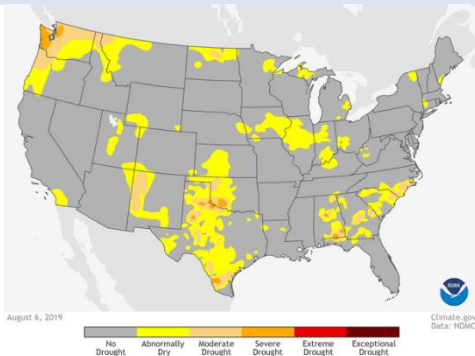 NOAA
August 6, 2019
Climate.gov
Data: NDMC
No Drought
Abnormally Dry
Moderate Drought
Severe Drought
Extreme Drought
Exceptional Drought